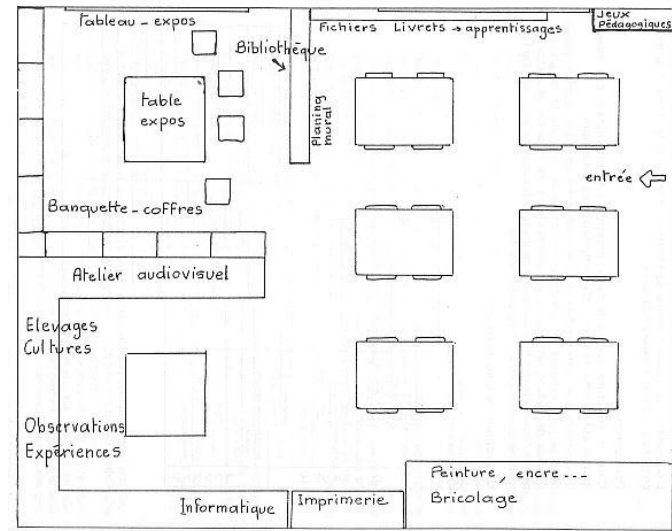 Tableau-expos
Bibliothèque
Fichiers Livrets → apprentissages
Jeux
Pédagogiques
table
expos
Planing
mural
entrée
Banquette-coffres
Atelier audiovisuel
Elevages
Cultures
Observations
Expériences
Informatique
Imprimerie
Peinture, encre ---
Bricolage